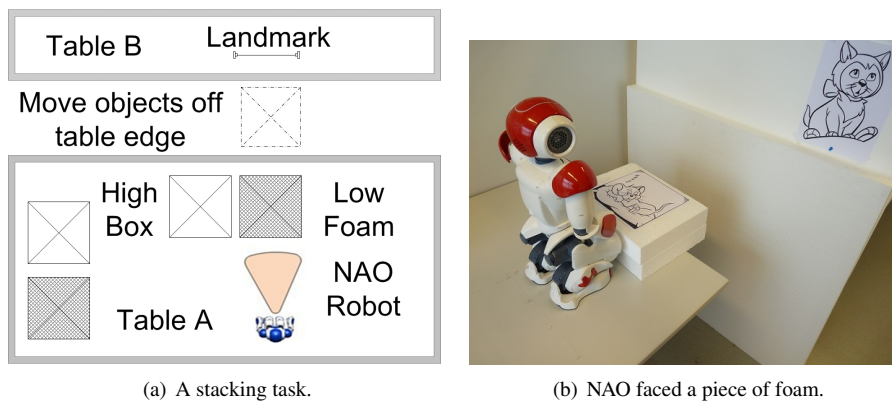 Table B
Landmark
Move objects off
table edge
High
Box
Low
Foam
NAO
Robot
Table A
(a) A stacking task.
(b) NAO faced a piece of foam.